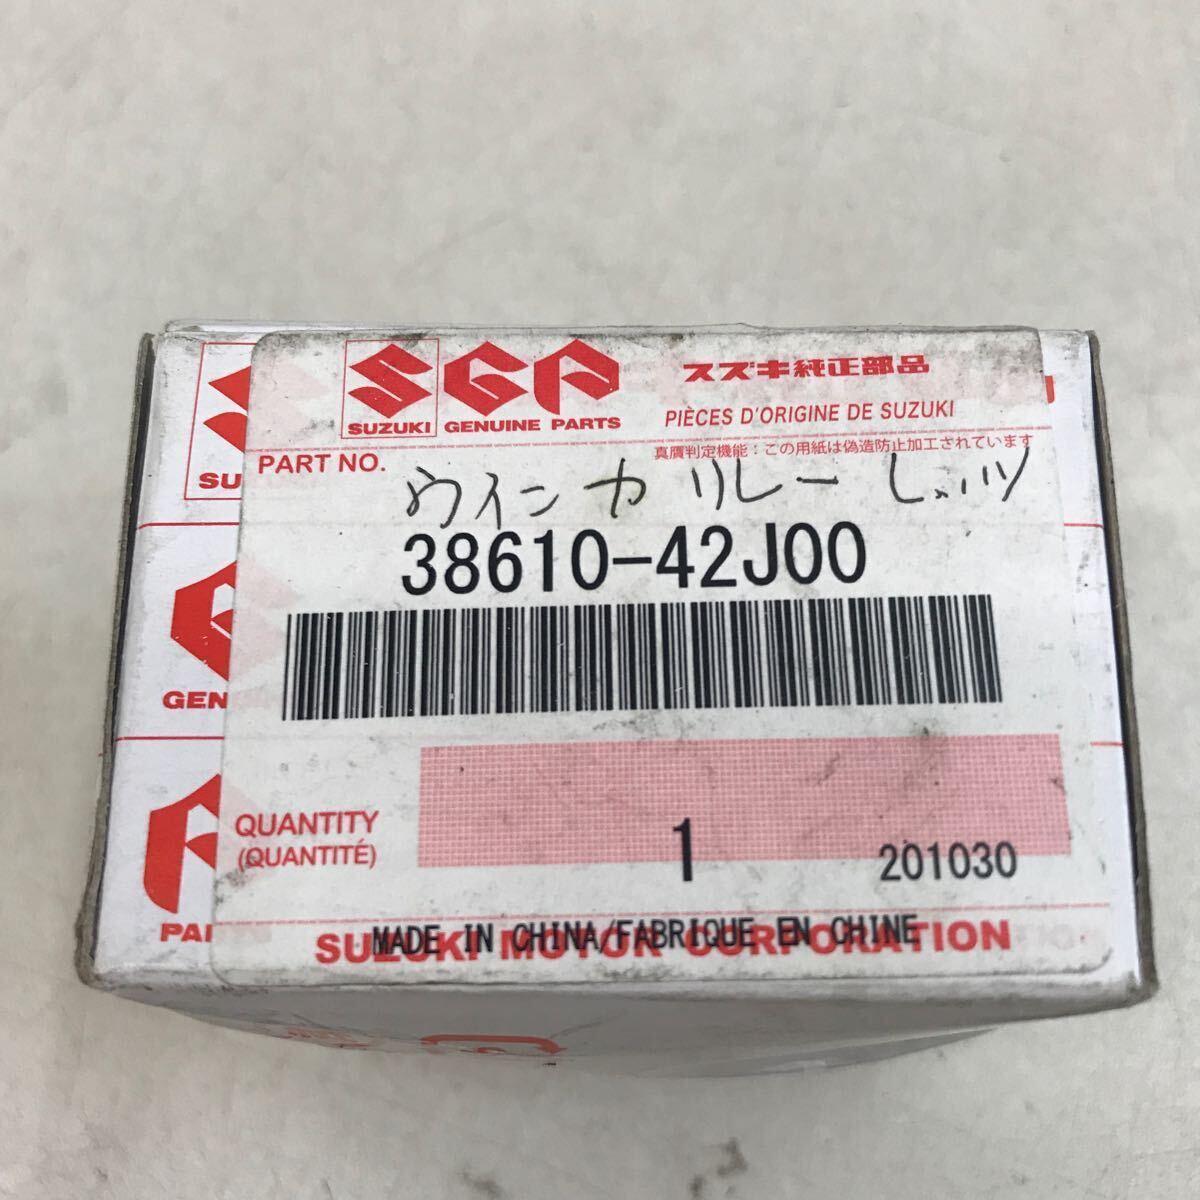 SUZUKI GENUINE PARTS
スズキ純正部品
PIÈCES D'ORIGINE DE SUZUKI
真贋判定機能：この用紙は偽造防止加工されています
PART NO.
ウインカリレー レッツ
38610-42J00
SU
GEN
QUANTITY
(QUANTITÉ)
1
201030
PA
MADE IN CHINA/FABRIQUE EN CHINE
SUZUKI MOTOR CORPORATION